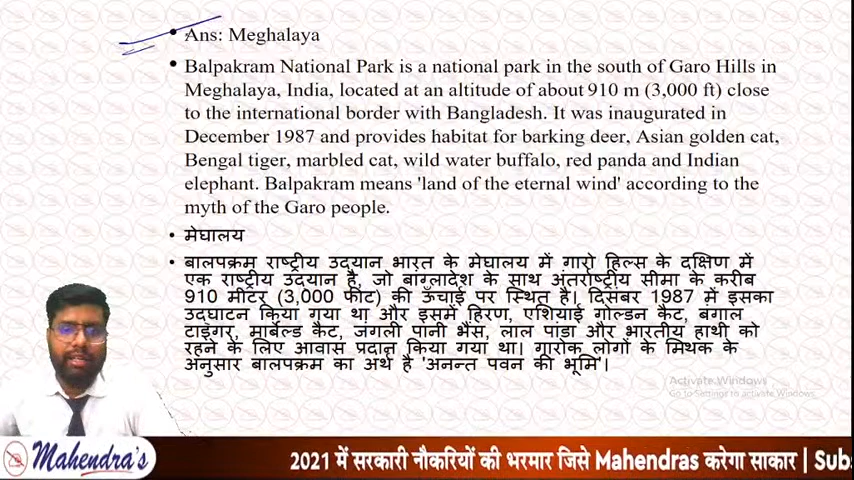 Ans: Meghalaya
Balpakram National Park is a national park in the south of Garo Hills in
Meghalaya, India, located at an altitude of about 910 m (3,000 ft) close
to the international border with Bangladesh. It was inaugurated in
December 1987 and provides habitat for barking deer, Asian golden cat,
Bengal tiger, marbled cat, wild water buffalo, red panda and Indian
elephant. Balpakram means 'land of the eternal wind' according to the
myth of the Garo people.
मेघालय
बालपक्रम राष्ट्रीय उद्यान भारत के मेघालय में गारो हिल्स के दक्षिण में
एक राष्ट्रीय उद्यान है, जो बांग्लादेश के साथ अंतर्राष्ट्रीय सीमा के करीब
910 मीटर (3,000 फीट) की ऊंचाई पर स्थित है। दिसंबर 1987 में इसका
उद्घाटन किया गया था और इसमें हिरण, एशियाई गोल्डन कैट, बंगाल
टाइगर, मार्बल्ड कैट, जंगली पानी भैंस, लाल पांडा और भारतीय हाथी को
रहने के लिए आवास प्रदान किया गया था। गारोक लोगों के मिथक के
अनुसार बालपक्रम का अर्थ है 'अनन्त पवन की भूमि'।
Activate Windows
Go to Settings to activate Windows.
Mahendra's
2021 में सरकारी नौकरियों की भरमार जिसे Mahendras करेगा साकार | Sub